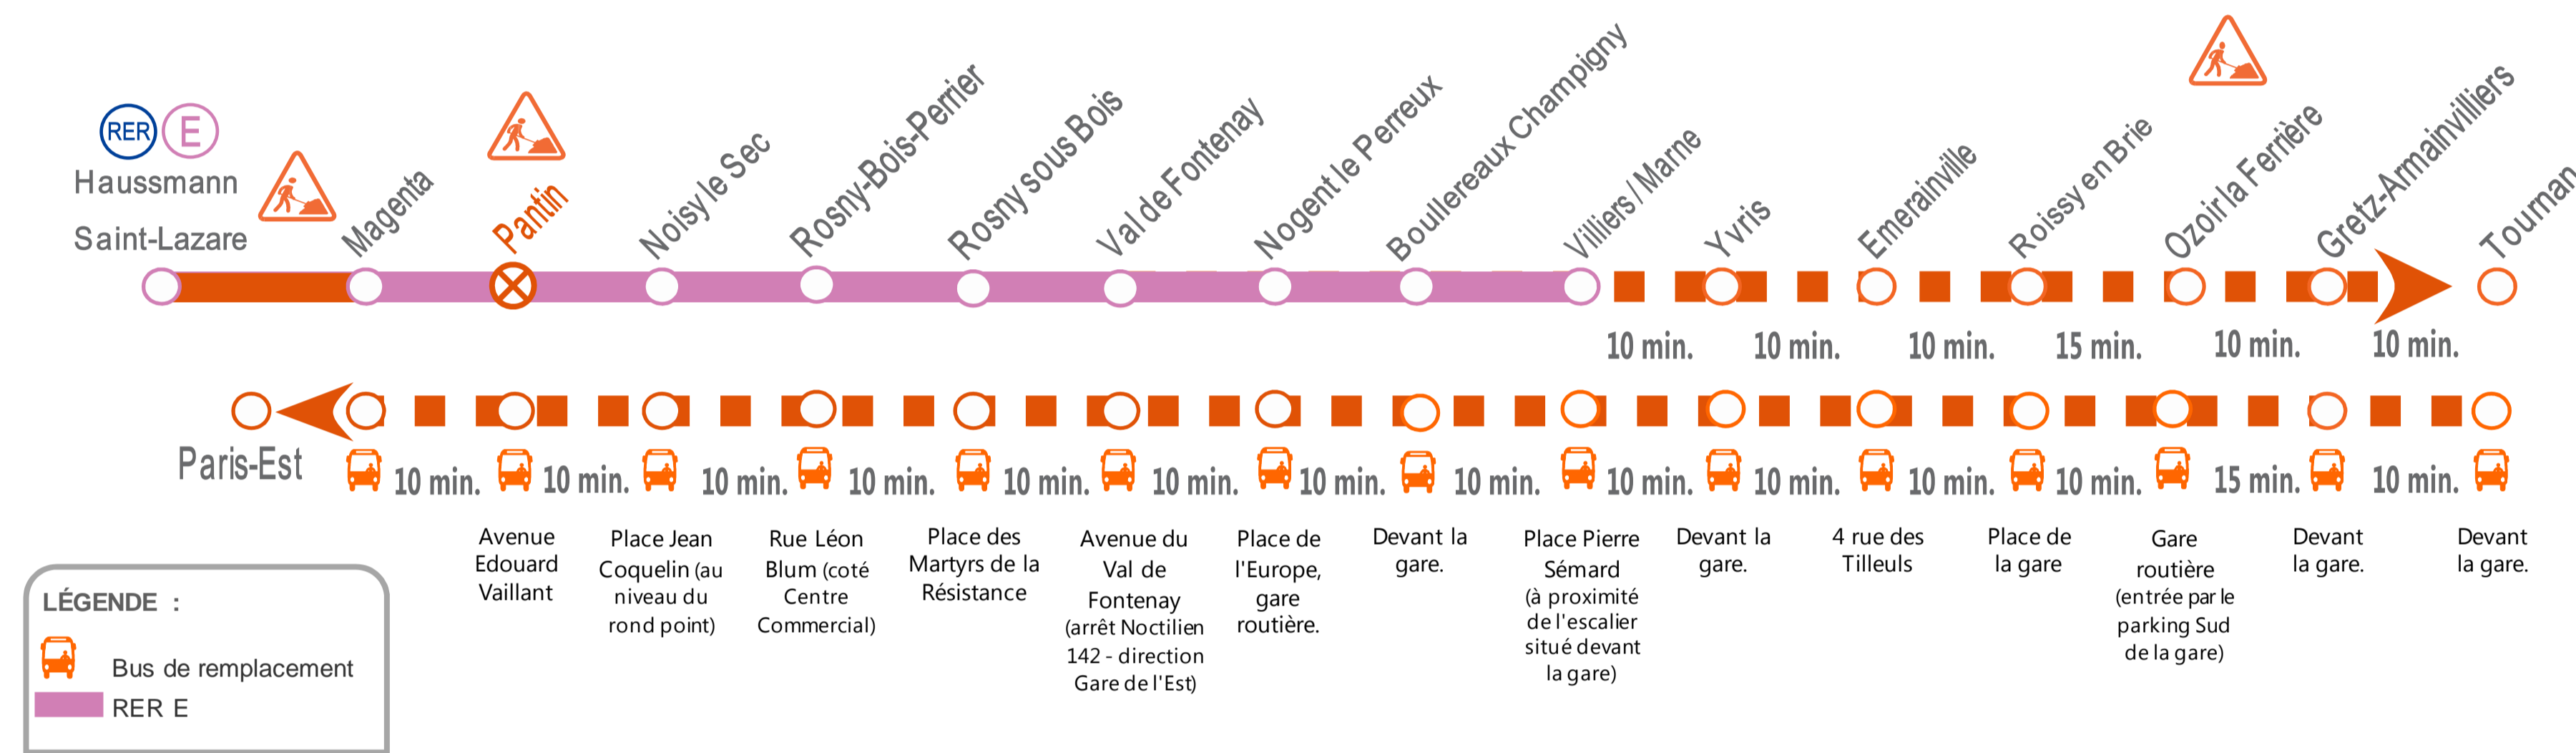 RER E
Haussmann
Saint-Lazare
Magenta
Pantin
Noisy le Sec
Rosny-Bois-Perrier
Rosny sous Bois
Val de Fontenay
Nogent le Perreux
Boullereaux Champigny
Villiers / Marne
Yvris
Emerainville
Roissy en Brie
Ozoir la Ferrière
Gretz-Armainvilliers
Tournan
10 min. 10 min. 10 min. 15 min. 10 min. 10 min.
Paris-Est
10 min. 10 min. 10 min. 10 min. 10 min. 10 min. 10 min. 10 min. 10 min. 10 min. 10 min. 10 min. 15 min. 10 min.
Avenue
Edouard
Vaillant
Place Jean
Coquelin (au
niveau du
rond point)
Rue Léon
Blum (coté
Centre
Commercial)
Place des
Martyrs de la
Résistance
Avenue du
Val de
Fontenay
(arrêt Noctilien
142 - direction
Gare de l'Est)
Place de
l'Europe,
gare
routière.
Devant la
gare.
Place Pierre
Sémard
(à proximité
de l'escalier
situé devant
la gare)
Devant la
gare.
4 rue des
Tilleuls
Place de
la gare
Gare
routière
(entrée par le
parking Sud
de la gare)
Devant
la gare.
Devant
la gare.
LÉGENDE :
Bus de remplacement
RER E